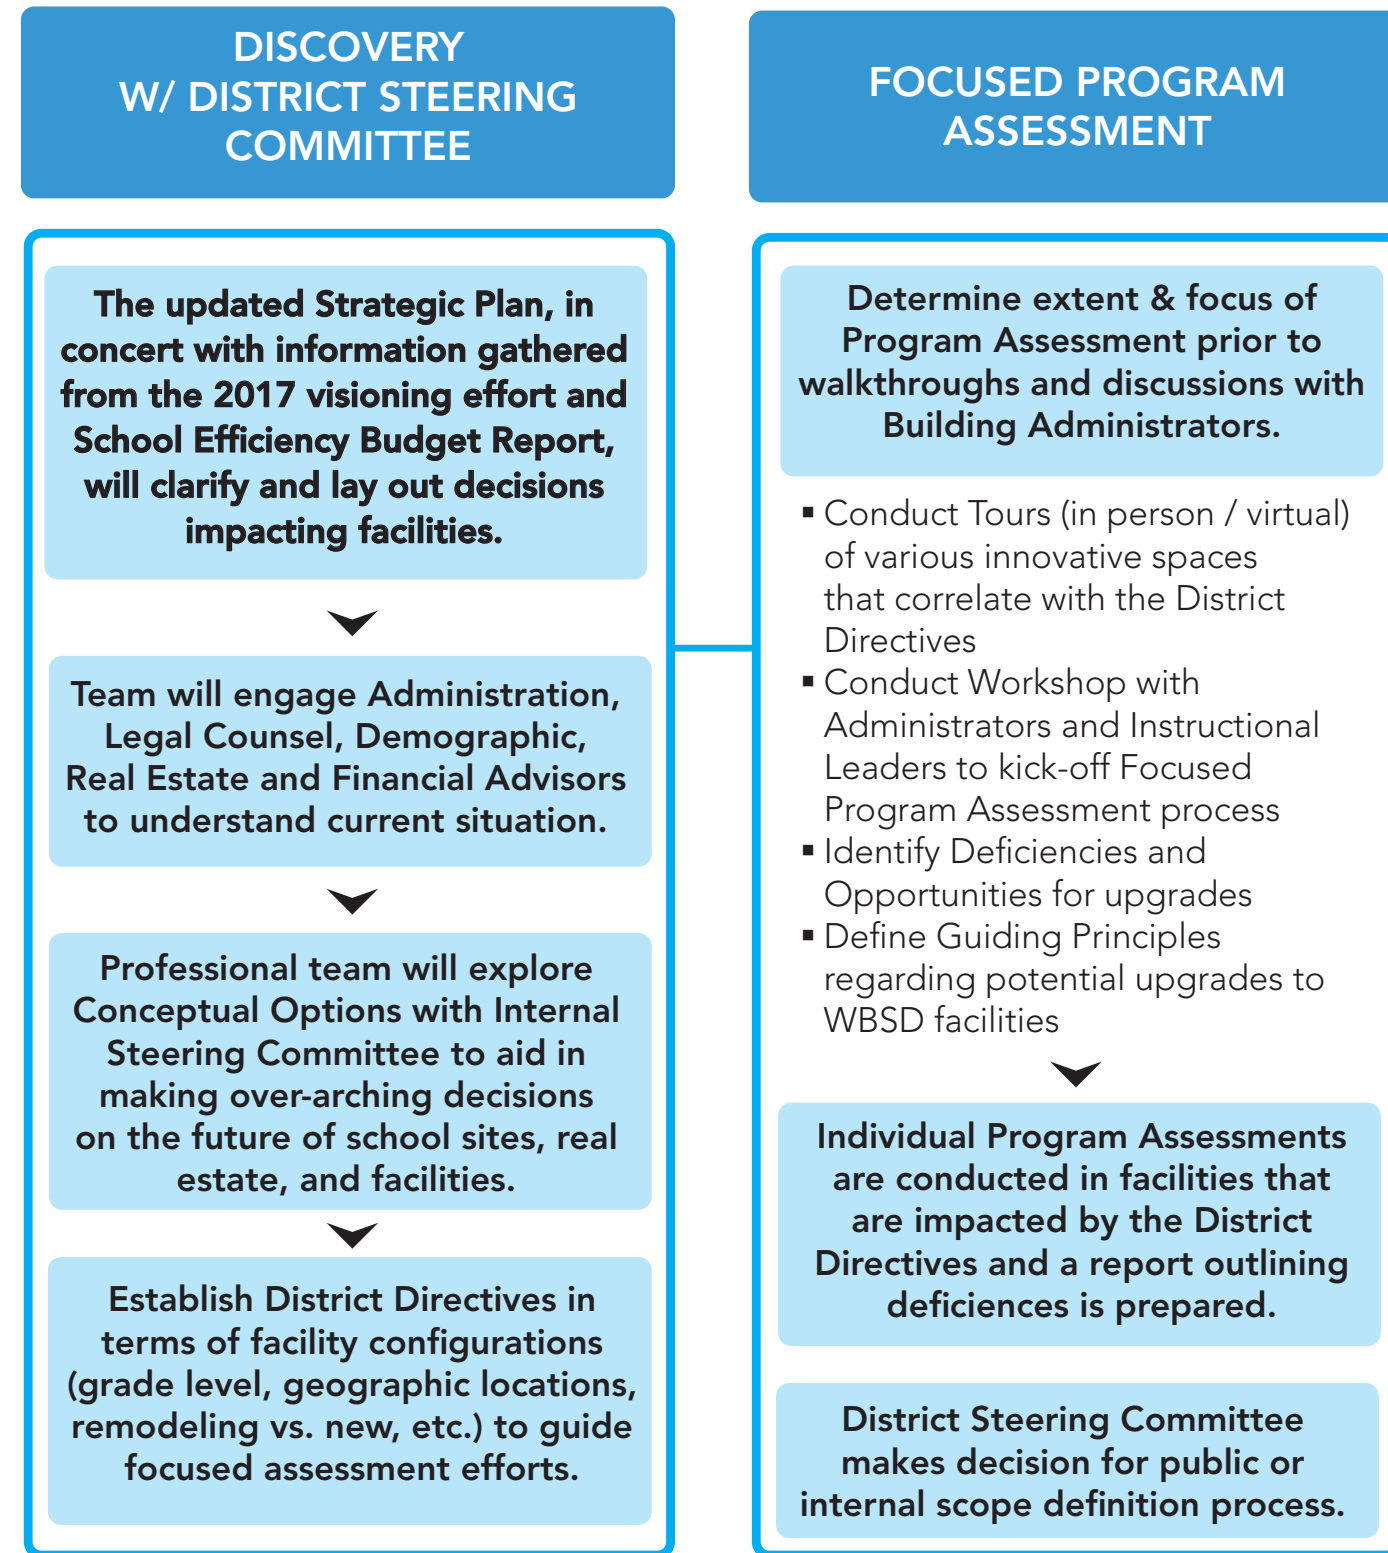 DISCOVERY
W/ DISTRICT STEERING
COMMITTEE
The updated Strategic Plan, in
concert with information gathered
from the 2017 visioning effort and
School Efficiency Budget Report,
will clarify and lay out decisions
impacting facilities.
Team will engage Administration,
Legal Counsel, Demographic,
Real Estate and Financial Advisors
to understand current situation.
Professional team will explore
Conceptual Options with Internal
Steering Committee to aid in
making over-arching decisions
on the future of school sites, real
estate, and facilities.
Establish District Directives in
terms of facility configurations
(grade level, geographic locations,
remodeling vs. new, etc.) to guide
focused assessment efforts.
FOCUSED PROGRAM
ASSESSMENT
Determine extent & focus of
Program Assessment prior to
walkthroughs and discussions with
Building Administrators.
▪ Conduct Tours (in person / virtual)
of various innovative spaces
that correlate with the District
Directives
▪ Conduct Workshop with
Administrators and Instructional
Leaders to kick-off Focused
Program Assessment process
▪ Identify Deficiencies and
Opportunities for upgrades
▪ Define Guiding Principles
regarding potential upgrades to
WBSD facilities
Individual Program Assessments
are conducted in facilities that
are impacted by the District
Directives and a report outlining
deficiences is prepared.
District Steering Committee
makes decision for public or
internal scope definition process.